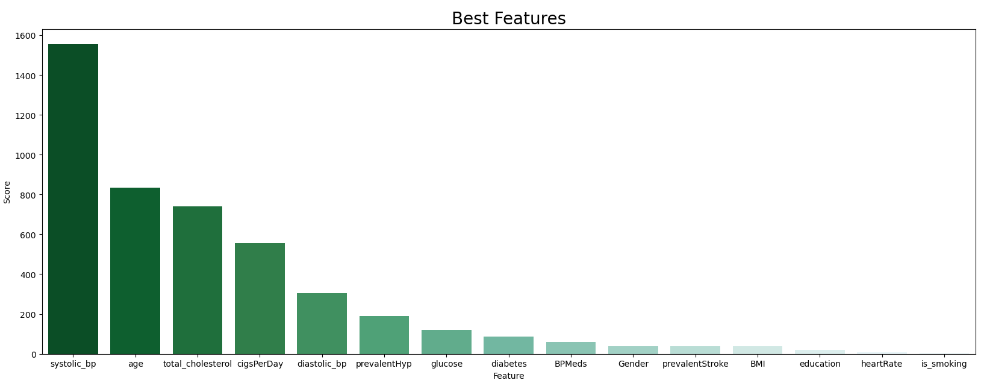 Best Features
1600
1400
1200
1000
800
600
400
200
0
Score
systolic_bp age total_cholesterol cigsPerDay diastolic_bp prevalentHyp glucose diabetes BPMeds Gender prevalentStroke BMI education heartRate is_smoking
Feature